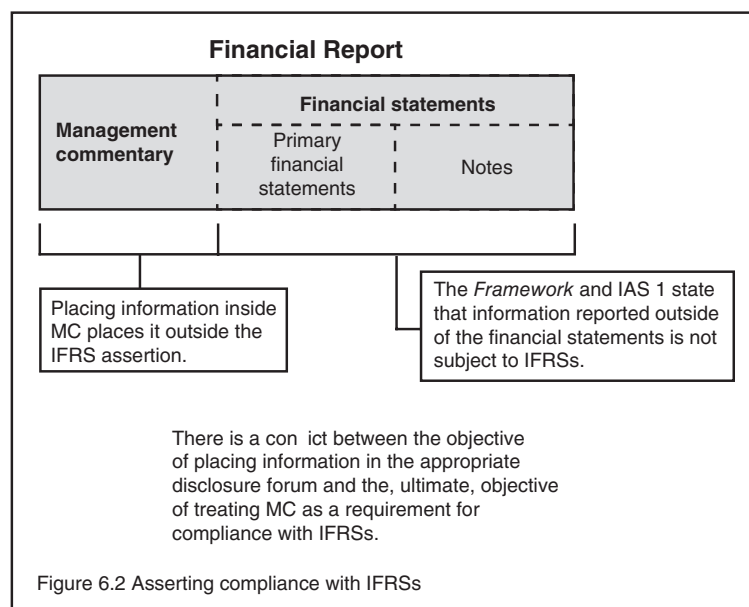 Financial Report
Management
commentary
Financial statements
Primary
financial
statements
Notes
Placing information inside
MC places it outside the
IFRS assertion.
The Framework and IAS 1 state
that information reported outside
of the financial statements is not
subject to IFRSs.
There is a con ict between the objective
of placing information in the appropriate
disclosure forum and the, ultimate, objective
of treating MC as a requirement for
compliance with IFRSs.
Figure 6.2 Asserting compliance with IFRSs